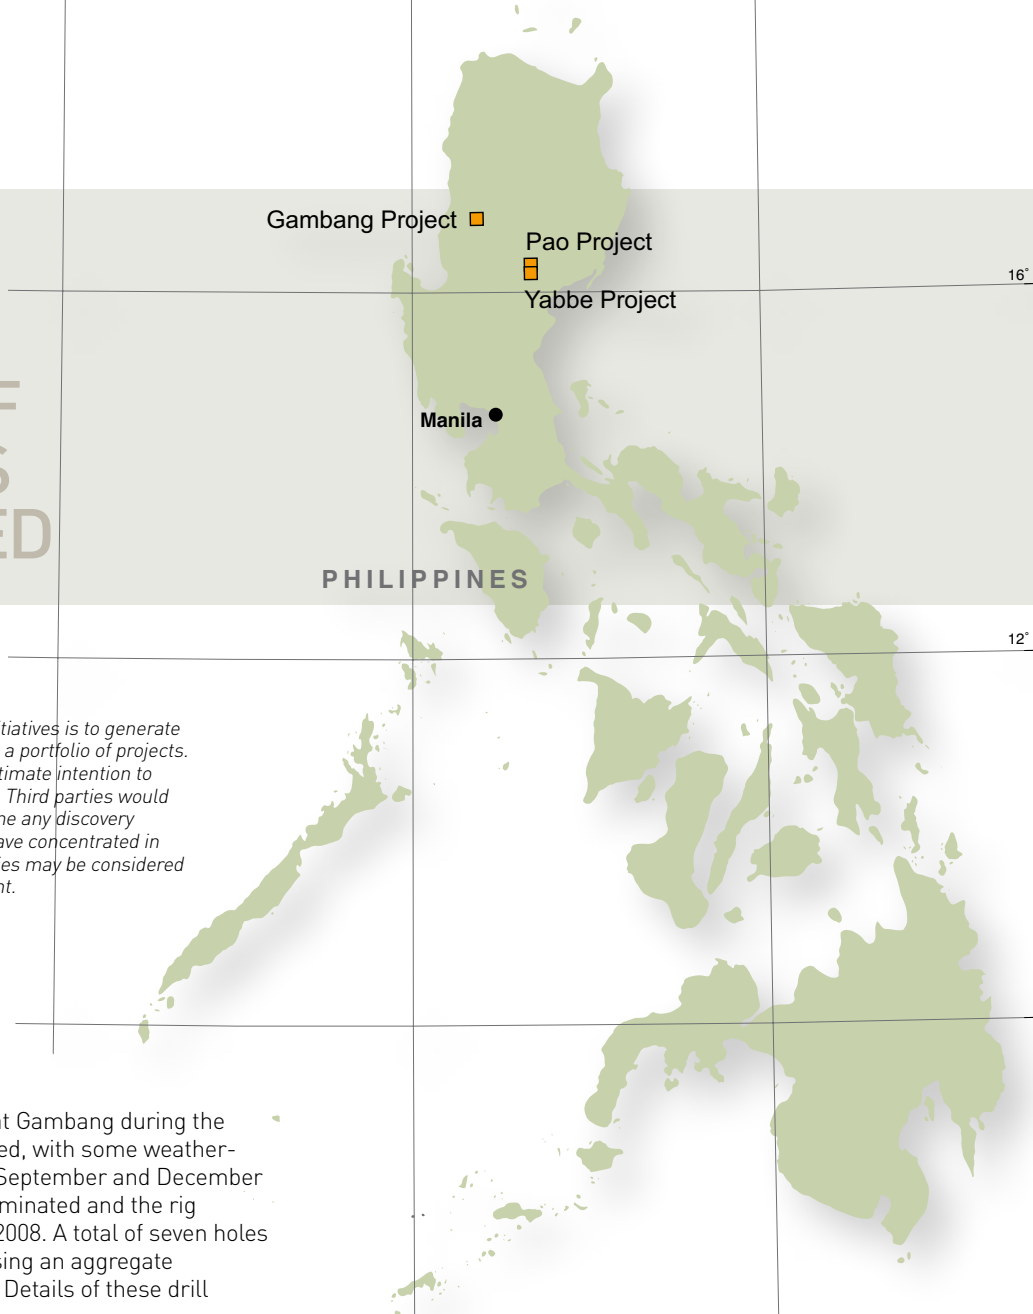 Gambang Project
Pao Project
16°
Yabbe Project
F
S
ED
Manila
PHILIPPINES
12°
tiatives is to generate
a portfolio of projects.
timate intention to
Third parties would
ne any discovery
ave concentrated in
ies may be considered
nt.
at Gambang during the
ed, with some weather-
September and December
minated and the rig
2008. A total of seven holes
sing an aggregate
Details of these drill